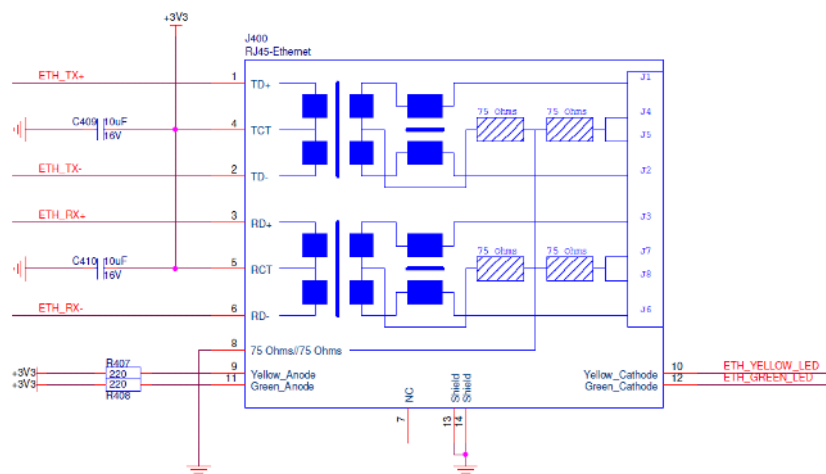 +3V3
J400
RJ45-Ethernet
ETH_TX+
1
TD+
J1
C409
10uF
16V
4
TCT
75 Ohms
75 Ohms
J4
J5
ETH_TX-
2
TD-
J2
ETH_RX+
3
RD+
J3
C410
10uF
16V
5
RCT
75 Ohms
75 Ohms
J7
J8
ETH_RX-
6
RD-
J6
8
75 Ohms//75 Ohms
+3V3
R407
220
9
Yellow_Anode
Yellow_Cathode
10
ETH_YELLOW_LED
+3V3
220
R408
11
Green_Anode
Green_Cathode
12
ETH_GREEN_LED
NC
Shield
Shield
7
13
14